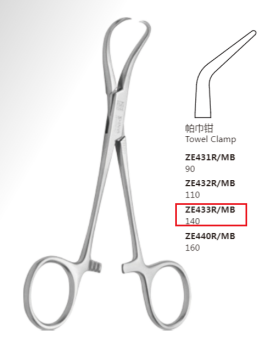 帕巾钳
Towel Clamp
ZE431R/MB
90
ZE432R/MB
110
ZE433R/MB
140
ZE440R/MB
160